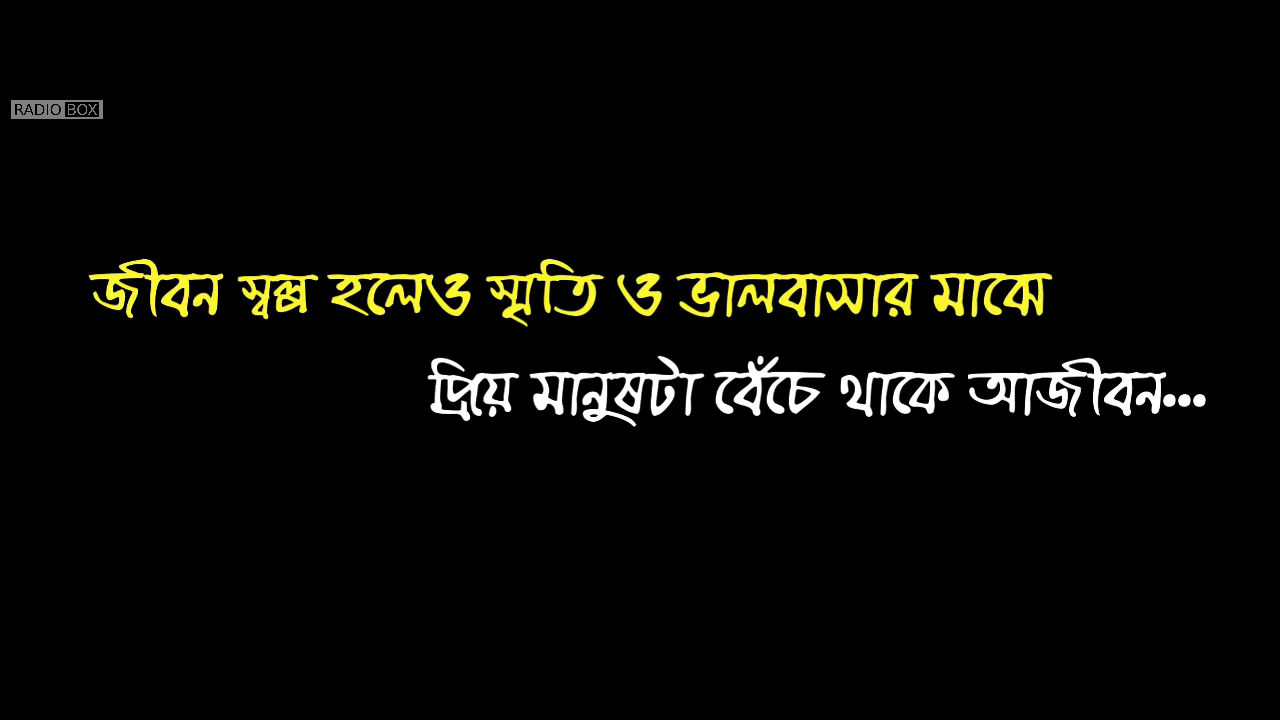 RADIO BOX
জীবন স্বল্প হলেও স্মৃতি ও ভালবাসার মাঝে
প্রিয় মানুষটা বেঁচে থাকে আজীবন...